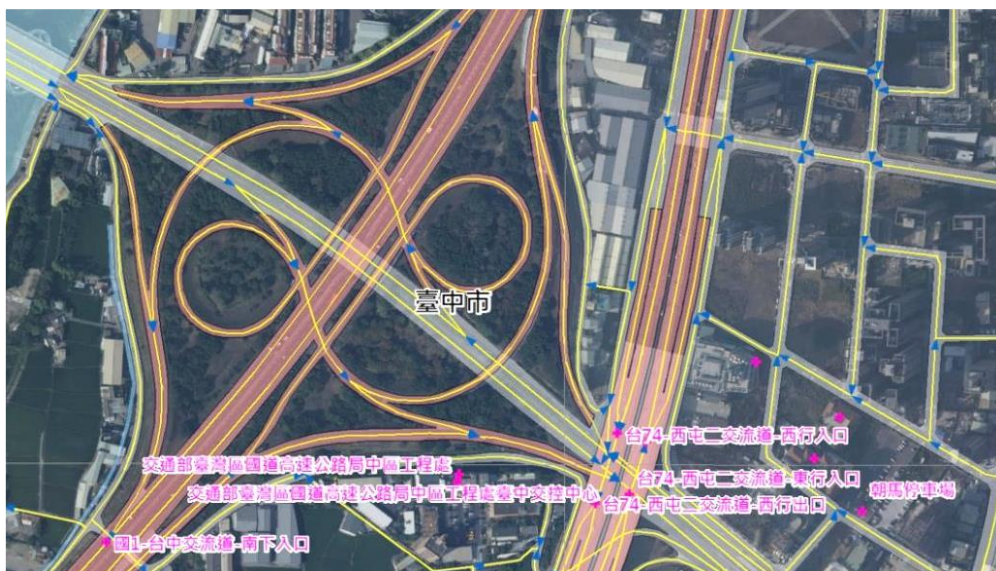 臺中市
台74-西屯二交流道-西行入口
交通部臺灣區國道高速公路局中區工程處
台74-西屯二交流道-東行入口
交通部臺灣區國道高速公路局中區工程處臺中交控中心
台74-西屯二交流道-西行出口
朝馬停車場
國1-台中交流道-南下入口